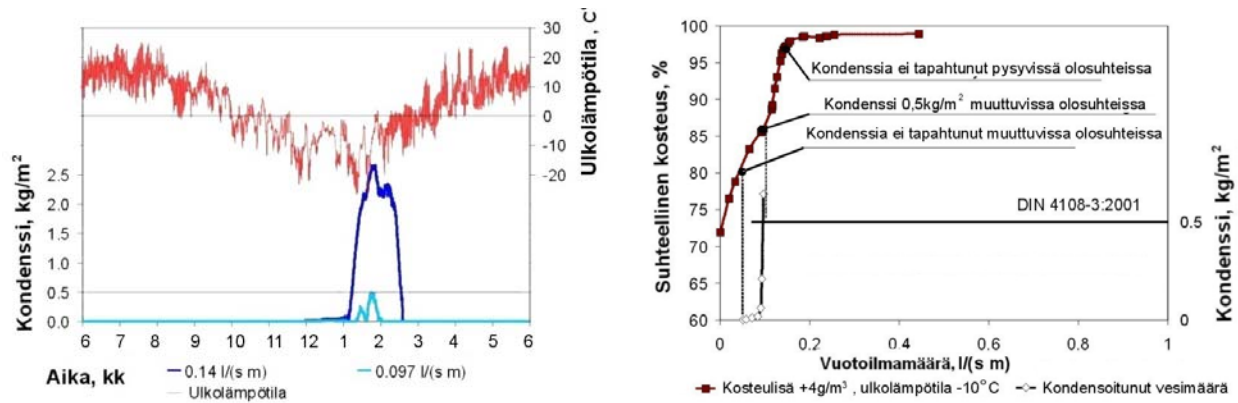 30
20
10
0
-10
-20
Ulkolämpötila, C
2.5
2.0
1.5
1.0
0.5
0.0
Kondenssi, kg/m²
6 7 8 9 10 11 12 1 2 3 4 5 6
Aika, kk
0.14 l/(s m) 0.097 l/(s m)
Ulkolämpötila
100
95
90
85
80
75
70
65
60
Suhteellinen kosteus, %
Kondenssia ei tapahtunut pysyvissä olosuhteissa
Kondenssi 0,5kg/m² muuttuvissa olosuhteissa
Kondenssia ei tapahtunut muuttuvissa olosuhteissa
DIN 4108-3:2001
0.5
0
Kondenssi, kg/m²
0 0.2 0.4 0.6 0.8 1
Vuotoilmamäärä, l/(s m)
Kosteulisä +4g/m³ , ulkolämpötila -10°C Kondensoitunut vesimäärä